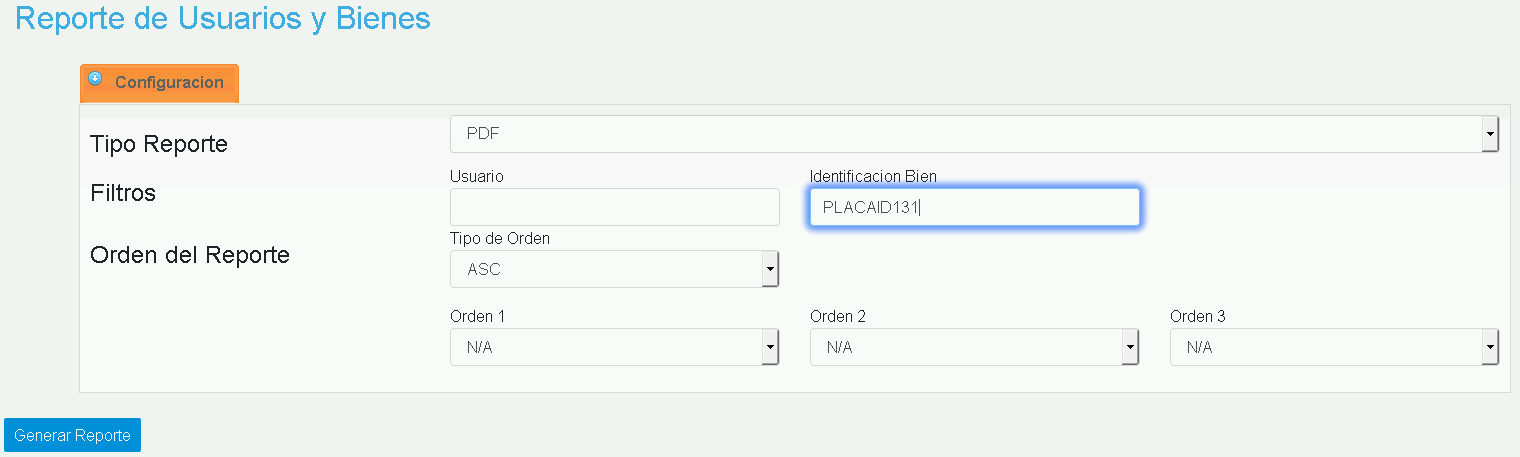 Reporte de Usuarios y Bienes
Configuracion
Tipo Reporte
PDF
Filtros
Usuario
Identificacion Bien
PLACAID131
Orden del Reporte
Tipo de Orden
ASC
Orden 1
Orden 2
Orden 3
N/A
N/A
N/A
Generar Reporte